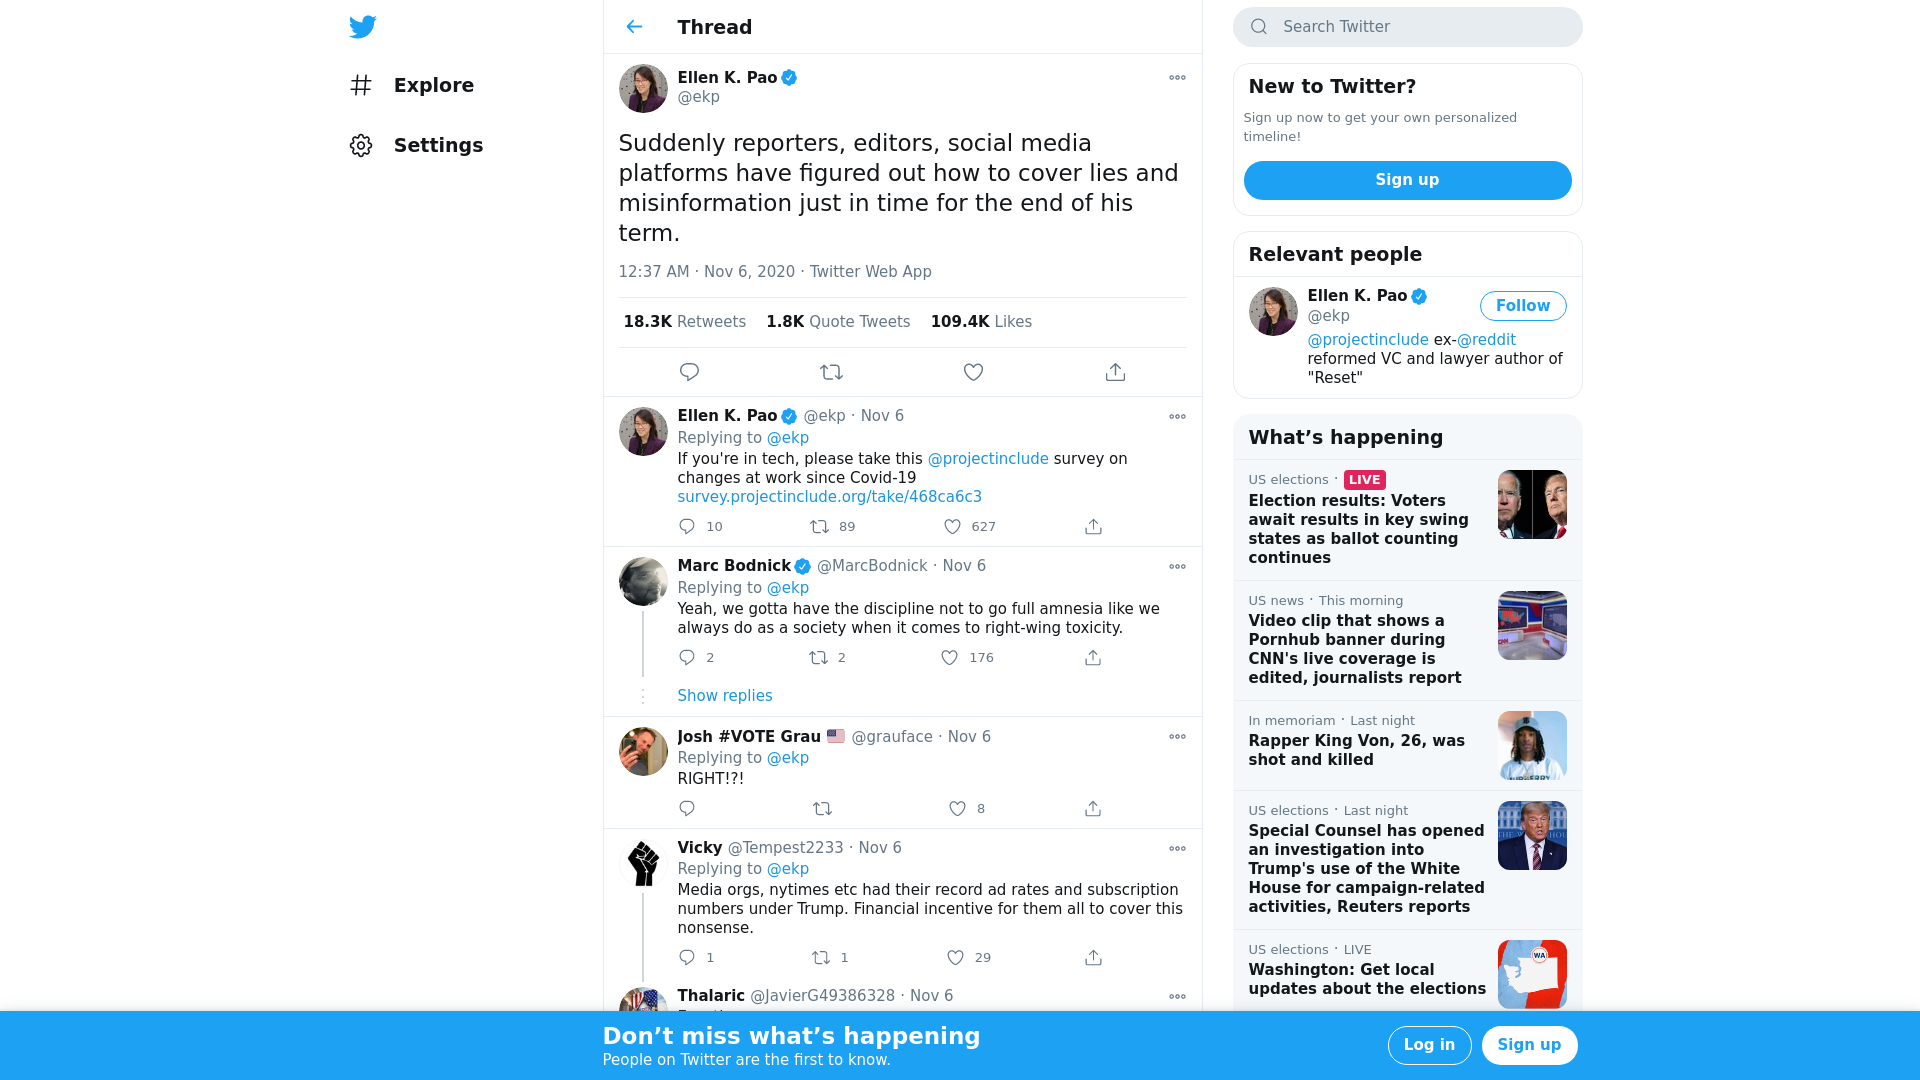 Explore
Settings
Thread
Ellen K. Pao
@ekp
Suddenly reporters, editors, social media
platforms have figured out how to cover lies and
misinformation just in time for the end of his
term.
12:37 AM · Nov 6, 2020 · Twitter Web App
18.3K Retweets 1.8K Quote Tweets 109.4K Likes
Ellen K. Pao @ekp · Nov 6
Replying to @ekp
If you're in tech, please take this @projectinclude survey on
changes at work since Covid-19
survey.projectinclude.org/take/468ca6c3
10 89 627
Marc Bodnick @MarcBodnick · Nov 6
Replying to @ekp
Yeah, we gotta have the discipline not to go full amnesia like we
always do as a society when it comes to right-wing toxicity.
2 2 176
Show replies
Josh #VOTE Grau @grauface · Nov 6
Replying to @ekp
RIGHT!?!
8
Vicky @Tempest2233 · Nov 6
Replying to @ekp
Media orgs, nytimes etc had their record ad rates and subscription
numbers under Trump. Financial incentive for them all to cover this
nonsense.
1 1 29
Thalaric @JavierG49386328 · Nov 6
Search Twitter
New to Twitter?
Sign up now to get your own personalized
timeline!
Sign up
Relevant people
Ellen K. Pao
@ekp
Follow
@projectinclude ex-@reddit
reformed VC and lawyer author of
"Reset"
What’s happening
US elections · LIVE
Election results: Voters
await results in key swing
states as ballot counting
continues
US news · This morning
Video clip that shows a
Pornhub banner during
CNN's live coverage is
edited, journalists report
In memoriam · Last night
Rapper King Von, 26, was
shot and killed
US elections · Last night
Special Counsel has opened
an investigation into
Trump's use of the White
House for campaign-related
activities, Reuters reports
US elections · LIVE
Washington: Get local
updates about the elections
WA
Don’t miss what’s happening
People on Twitter are the first to know.
Log in
Sign up